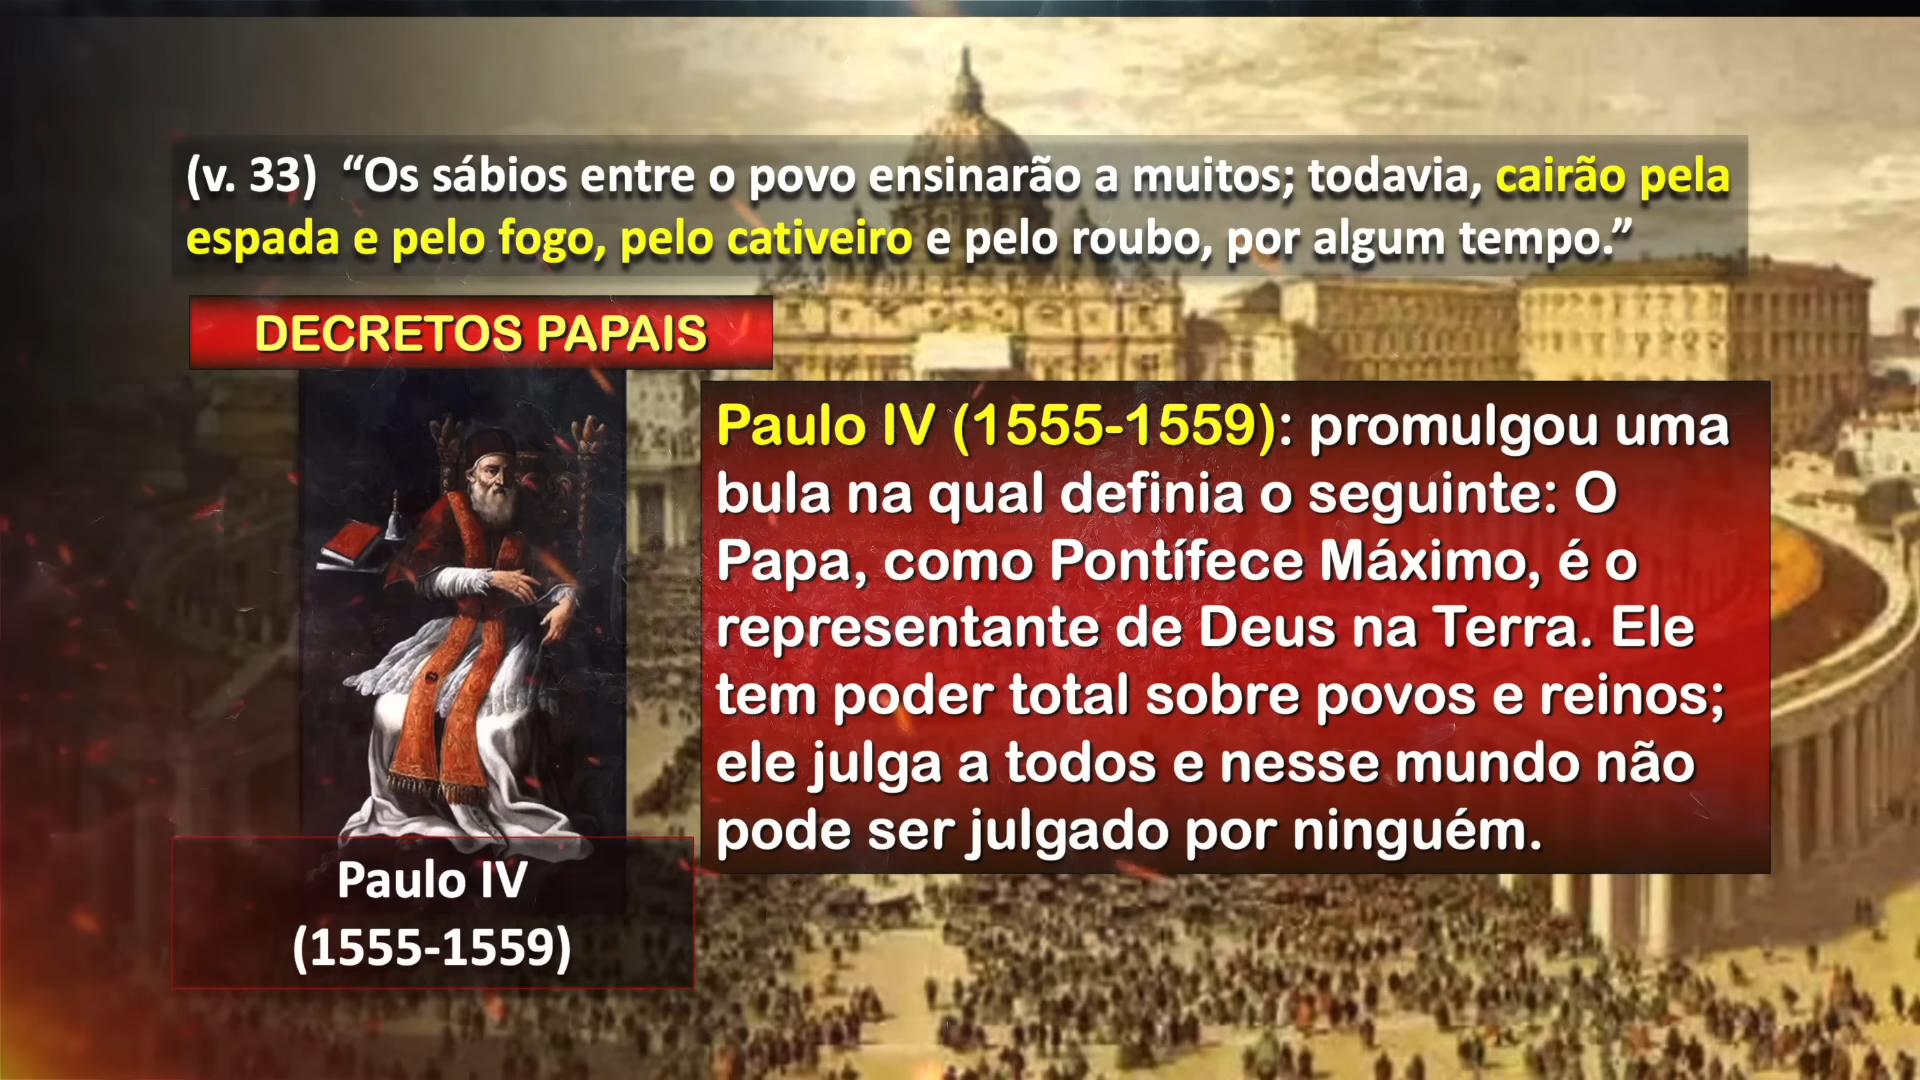 (v. 33) “Os sábios entre o povo ensinarão a muitos; todavia, cairão pela
espada e pelo fogo, pelo cativeiro e pelo roubo, por algum tempo.”
DECRETOS PAPAIS
Paulo IV (1555-1559): promulgou uma
bula na qual definia o seguinte: O
Papa, como Pontífece Máximo, é o
representante de Deus na Terra. Ele
tem poder total sobre povos e reinos;
ele julga a todos e nesse mundo não
pode ser julgado por ninguém.
Paulo IV
(1555-1559)